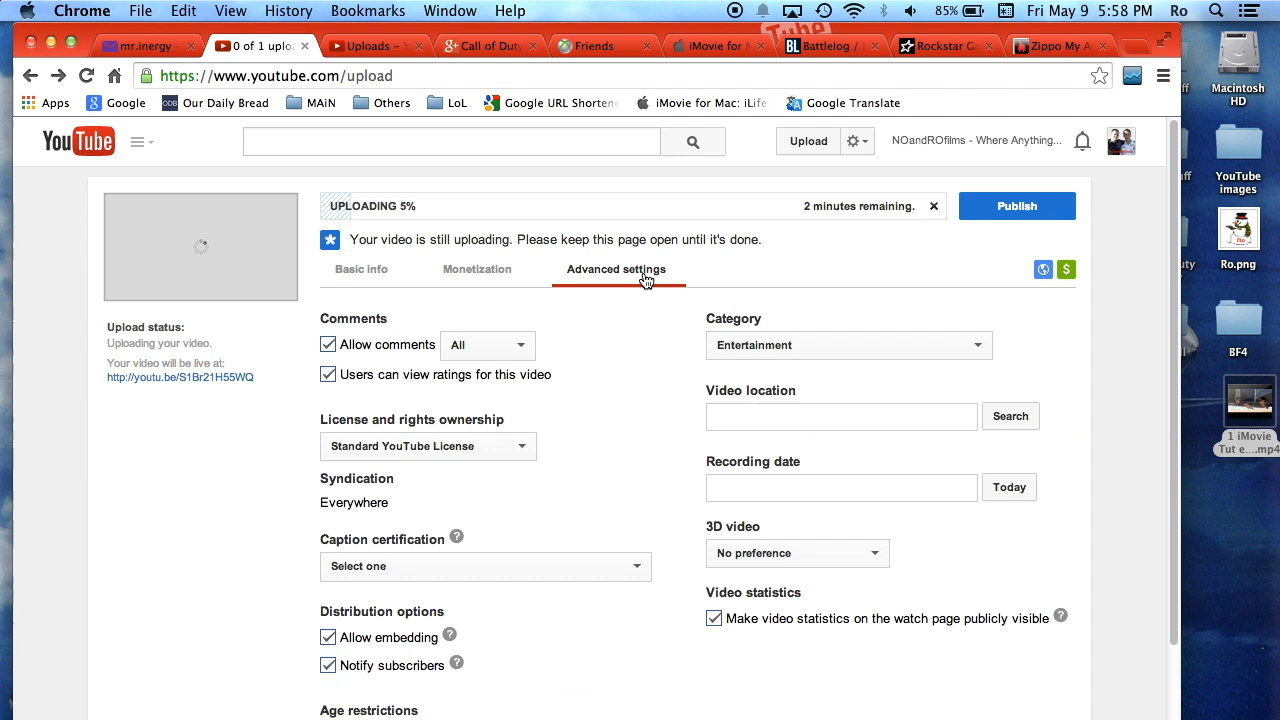 Chrome File Edit View History Bookmarks Window Help 85% Fri May 9 5:58 PM Ro
Tube
mr.inergy - 0 of 1 uplo Uploads - Call of Dut Friends iMovie for Battlelog / Rockstar G Zippo My A
https://www.youtube.com/upload
Apps Google Our Daily Bread MAiN Others LoL Google URL Shortene iMovie for Mac: iLife Google Translate
YouTube Upload NOandROfilms - Where Anything...
UPLOADING 5% 2 minutes remaining. Publish
Your video is still uploading. Please keep this page open until it's done.
Basic info Monetization Advanced settings
Upload status:
Uploading your video.
Your video will be live at:
http://youtu.be/S1Br21H55WQ
Comments
Allow comments All
Users can view ratings for this video
License and rights ownership
Standard YouTube License
Syndication
Everywhere
Caption certification ?
Select one
Distribution options
Allow embedding ?
Notify subscribers ?
Age restrictions
Category
Entertainment
Video location
Search
Recording date
Today
3D video
No preference
Video statistics
Make video statistics on the watch page publicly visible ?
Macintosh
HD
YouTube
images
Ro.png
BF4
1 iMovie
Tut e....mp4